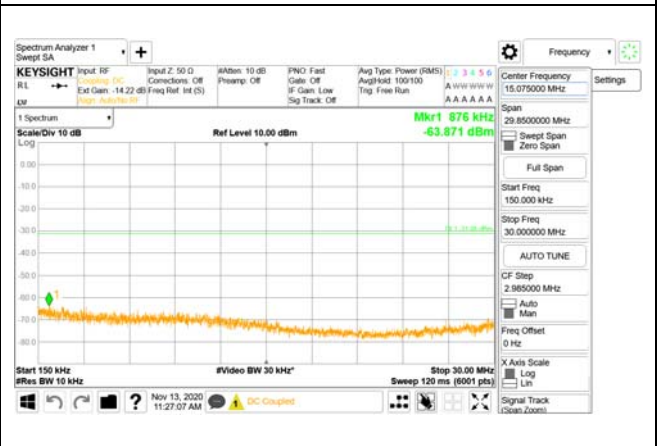 Spectrum Analyzer 1
Swept SA
+
Frequency
KEYSIGHT
RL
Input: RF
Coupling: DC
Ext Gain: -14.22 dB
Align: Auto/No RF
Input Z: 50 Ω
Corrections: Off
Freq Ref: Int (S)
#Atten: 10 dB
Preamp: Off
PNO: Fast
Gate: Off
IF Gain: Low
Sig Track: Off
Avg Type: Power (RMS)
Avg|Hold: 100/100
Trig: Free Run
1 2 3 4 5 6
A W W W W W
A A A A A A
1 Spectrum
Scale/Div 10 dB
Log
Ref Level 10.00 dBm
Mkr1 876 kHz
-63.871 dBm
0.00
-10.0
-20.0
-30.0
-40.0
-50.0
-60.0
-70.0
-80.0
1
Start 150 kHz
#Res BW 10 kHz
#Video BW 30 kHz*
Stop 30.00 MHz
Sweep 120 ms (6001 pts)
Center Frequency
15.075000 MHz
Settings
Span
29.8500000 MHz
Swept Span
Zero Span
Full Span
Start Freq
150.000 kHz
Stop Freq
30.000000 MHz
AUTO TUNE
CF Step
2.985000 MHz
Auto
Man
Freq Offset
0 Hz
X Axis Scale
Log
Lin
Signal Track
(Span Zoom)
?
Nov 13, 2020
11:27:07 AM
1
DC Coupled